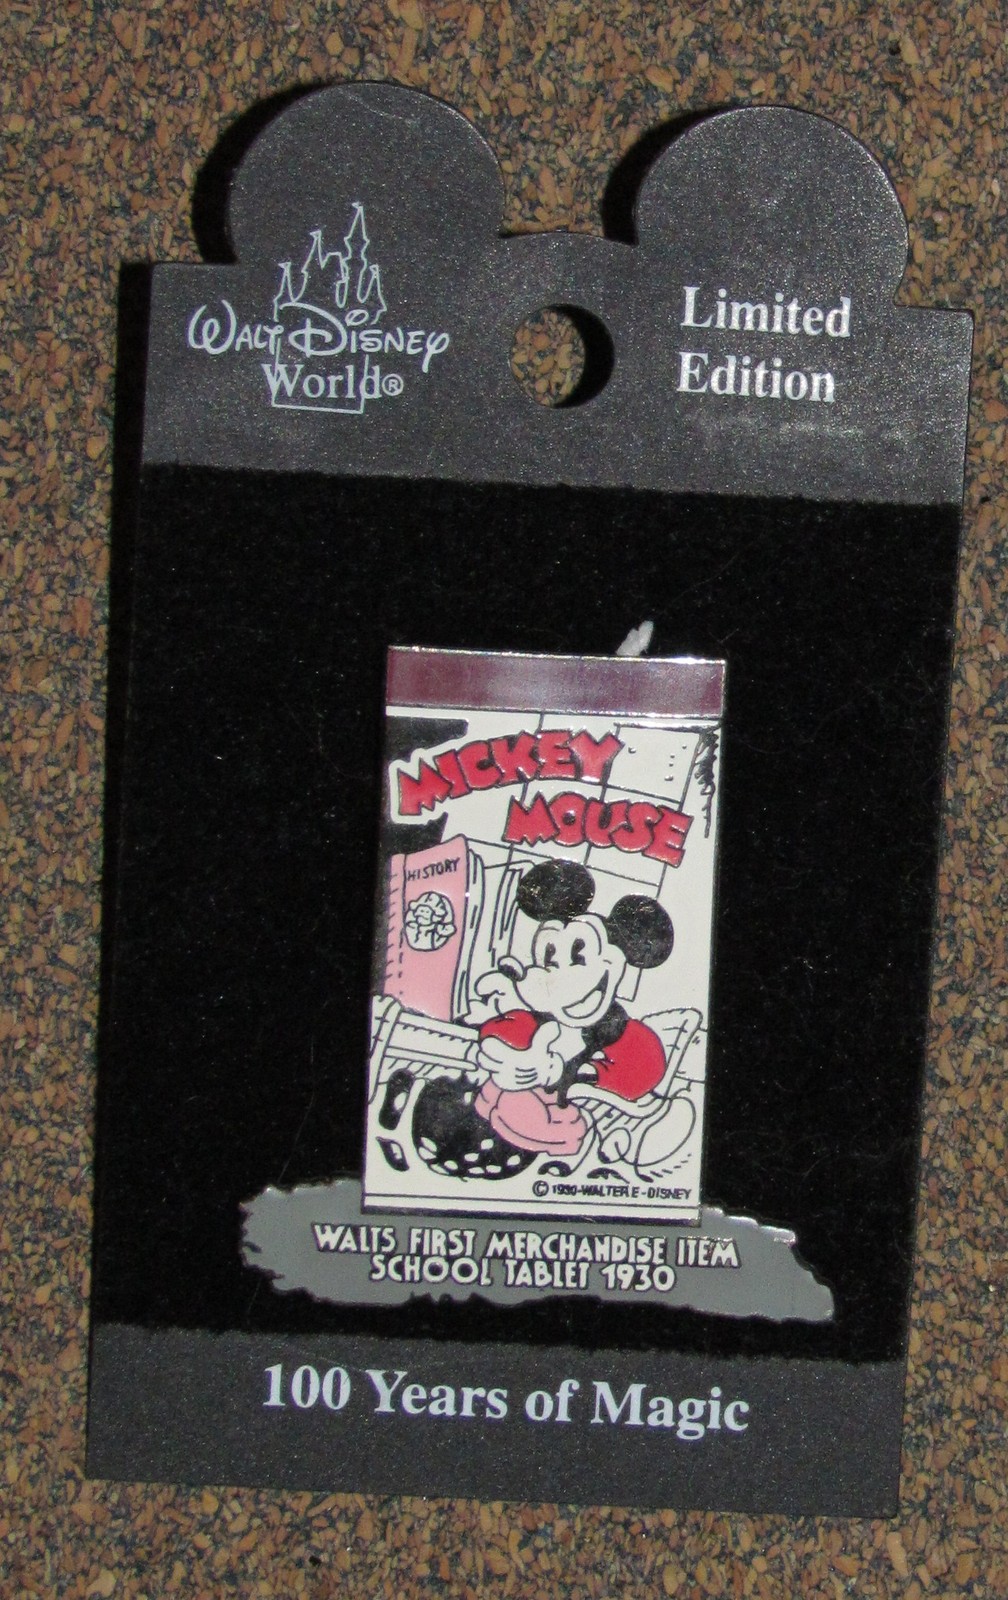 Walt Disney
World®
Limited
Edition
MICKEY
MOUSE
HISTORY
© 1930-WALTER E-DISNEY
WALTS FIRST MERCHANDISE ITEM
SCHOOL TABLET 1930
100 Years of Magic